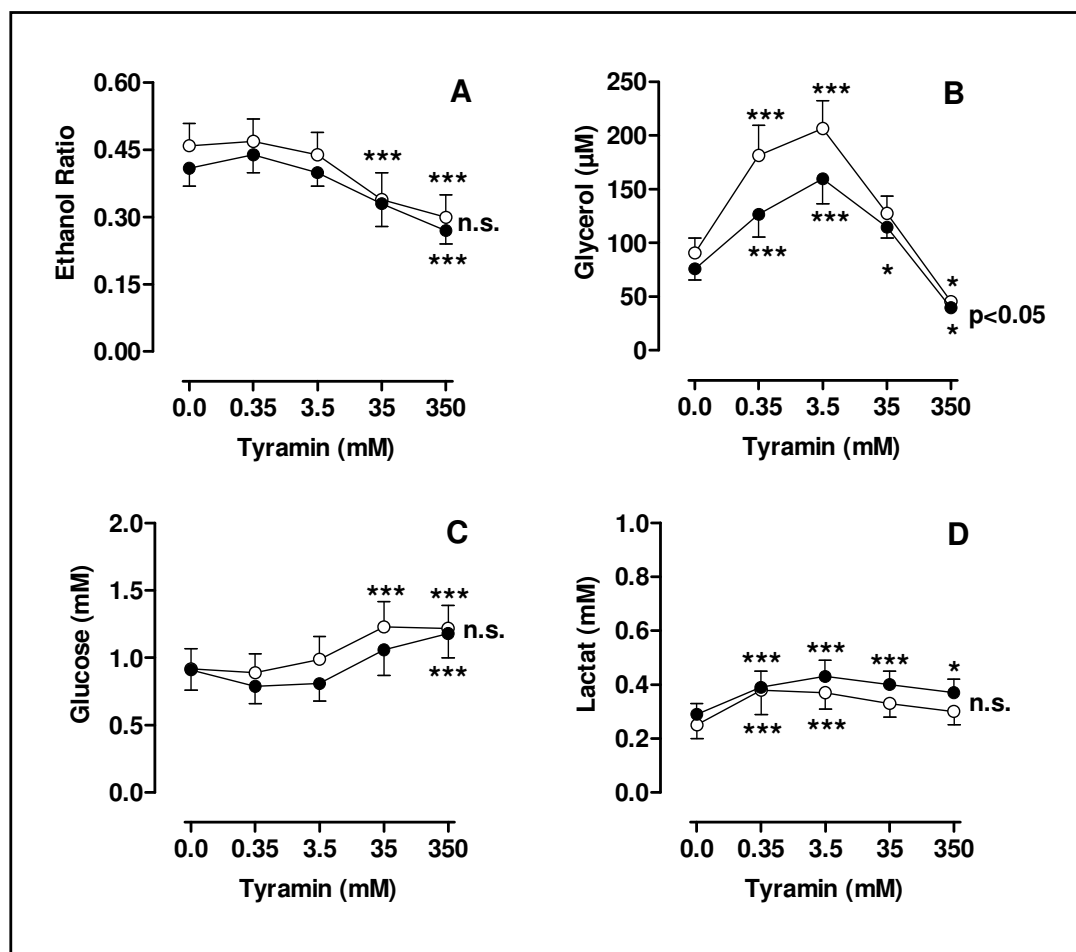 A
Ethanol Ratio
0.60
0.45
0.30
0.15
0.00
***
***
n.s.
***
0.0 0.35 3.5 35 350
Tyramin (mM)
B
Glycerol (µM)
250
200
150
100
50
0
*** ***
***
***
*
*
p<0.05
*
0.0 0.35 3.5 35 350
Tyramin (mM)
C
Glucose (mM)
2.0
1.5
1.0
0.5
0.0
*** ***
n.s.
***
0.0 0.35 3.5 35 350
Tyramin (mM)
D
Lactat (mM)
1.0
0.8
0.6
0.4
0.2
0.0
*** *** *** *
n.s.
*** ***
0.0 0.35 3.5 35 350
Tyramin (mM)